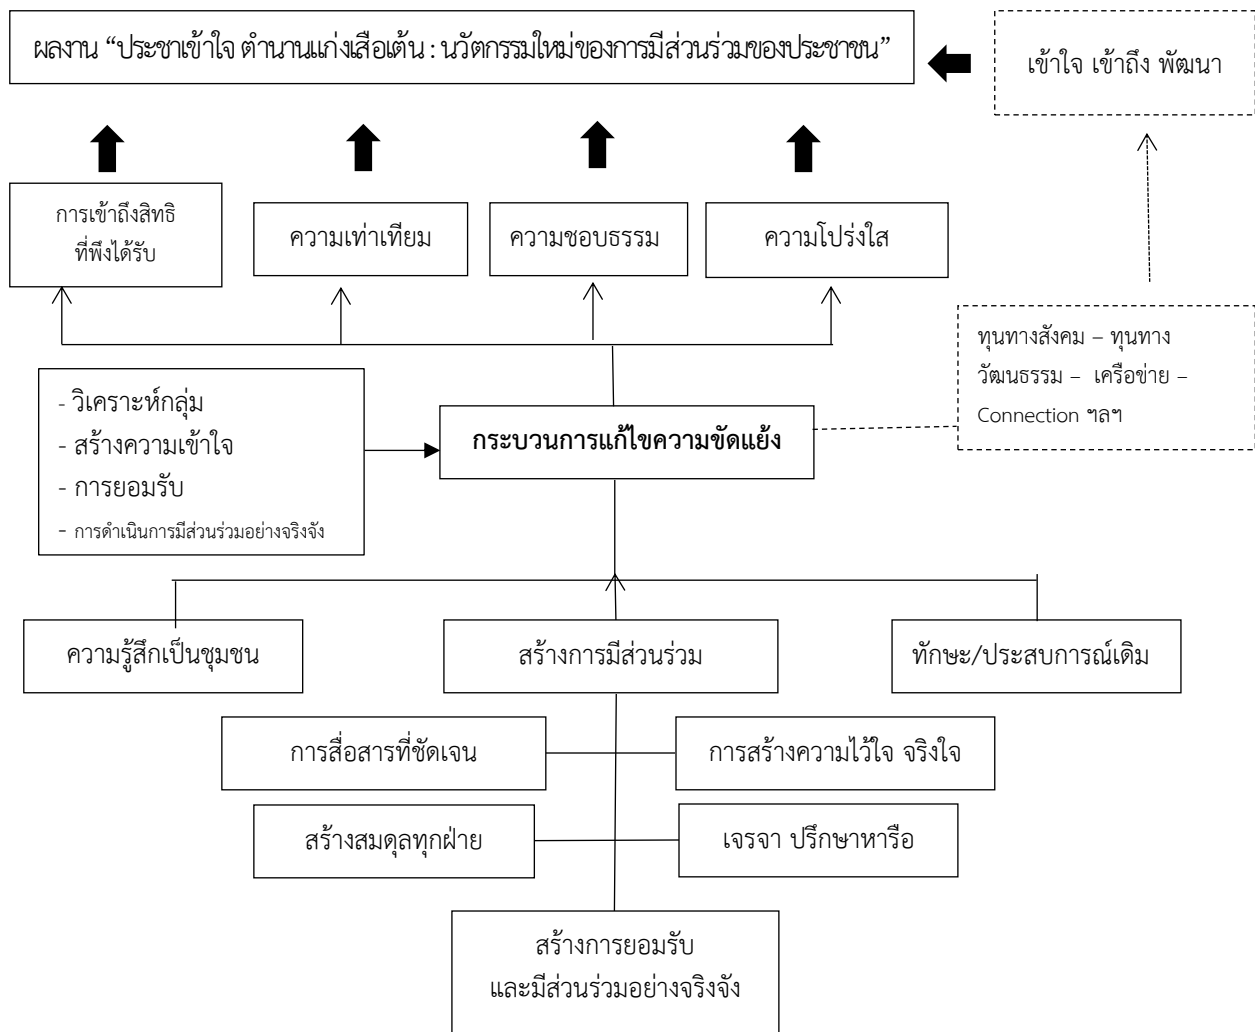 ผลงาน “ประชาเข้าใจ ตำนานแก่งเสือเต้น : นวัตกรรมใหม่ของการมีส่วนร่วมของประชาชน”
เข้าใจ เข้าถึง พัฒนา
การเข้าถึงสิทธิ
ที่พึงได้รับ
ความเท่าเทียม
ความชอบธรรม
ความโปร่งใส
ทุนทางสังคม – ทุนทาง
วัฒนธรรม – เครือข่าย –
Connection ฯลฯ
- วิเคราะห์กลุ่ม
- สร้างความเข้าใจ
- การยอมรับ
- การดำเนินการมีส่วนร่วมอย่างจริงจัง
กระบวนการแก้ไขความขัดแย้ง
ความรู้สึกเป็นชุมชน
สร้างการมีส่วนร่วม
ทักษะ/ประสบการณ์เดิม
การสื่อสารที่ชัดเจน
การสร้างความไว้ใจ จริงใจ
สร้างสมดุลทุกฝ่าย
เจรจา ปรึกษาหารือ
สร้างการยอมรับ
และมีส่วนร่วมอย่างจริงจัง